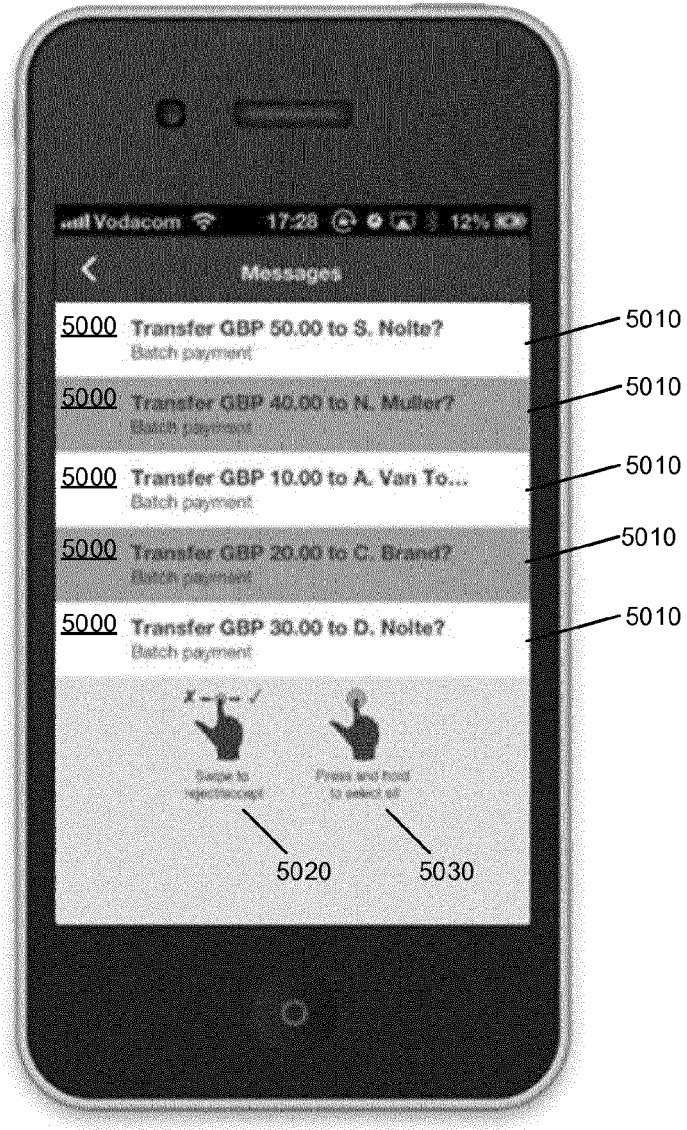 Vodacom 17:28 12%
Messages
5000 Transfer GBP 50.00 to S. Nolte? 5010
Batch payment
5000 Transfer GBP 40.00 to N. Muller? 5010
Batch payment
5000 Transfer GBP 10.00 to A. Van To... 5010
Batch payment
5000 Transfer GBP 20.00 to C. Brand? 5010
Batch payment
5000 Transfer GBP 30.00 to D. Nolte? 5010
Batch payment
Swipe to
reject/accept
Press and hold
to select all
5020
5030